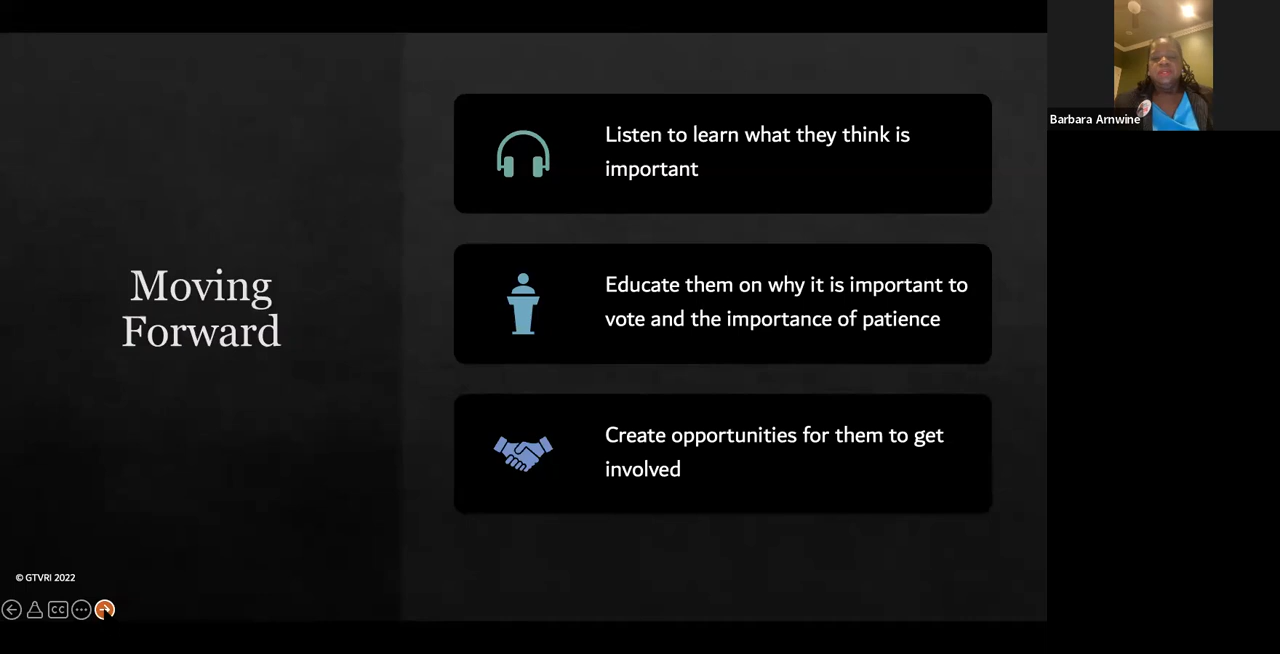 Moving
Forward
Listen to learn what they think is
important
Educate them on why it is important to
vote and the importance of patience
Create opportunities for them to get
involved
© GTVRI 2022
CC
Barbara Arnwine